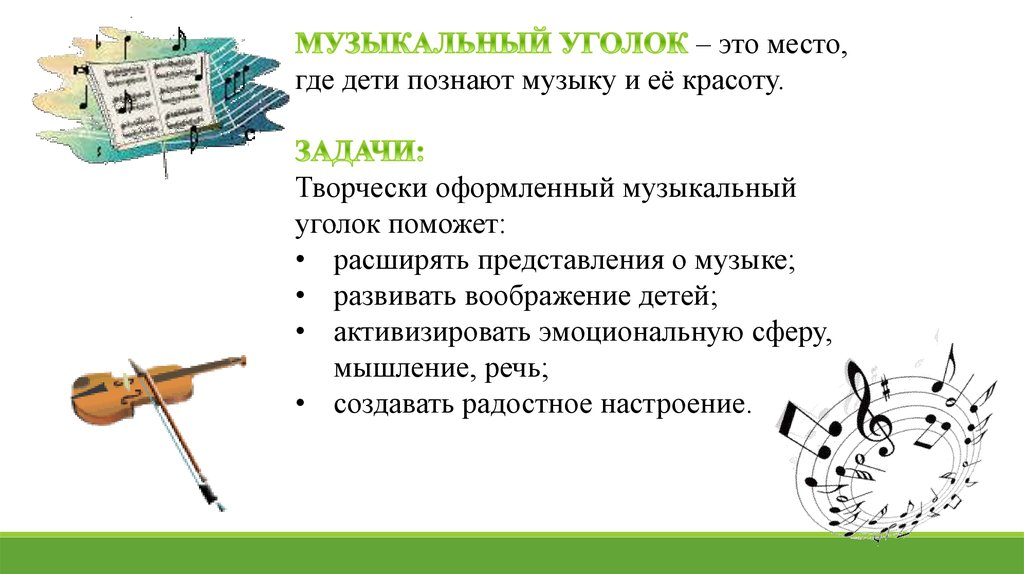 МУЗЫКАЛЬНЫЙ УГОЛОК – это место,
где дети познают музыку и её красоту.
ЗАДАЧИ:
Творчески оформленный музыкальный
уголок поможет:
• расширять представления о музыке;
• развивать воображение детей;
• активизировать эмоциональную сферу,
мышление, речь;
• создавать радостное настроение.